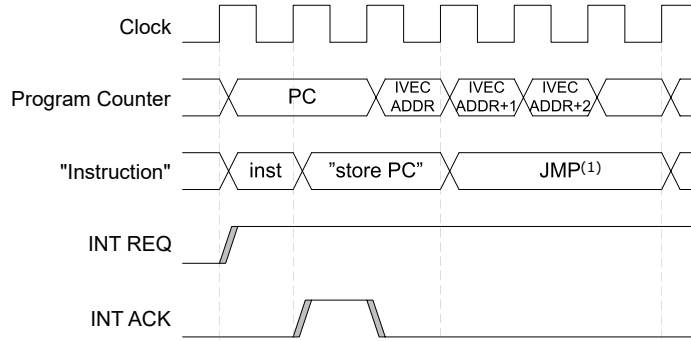 Clock
Program Counter
PC
IVEC
ADDR
IVEC
ADDR+1
IVEC
ADDR+2
"Instruction"
inst
”store PC”
JMP(1)
INT REQ
INT ACK